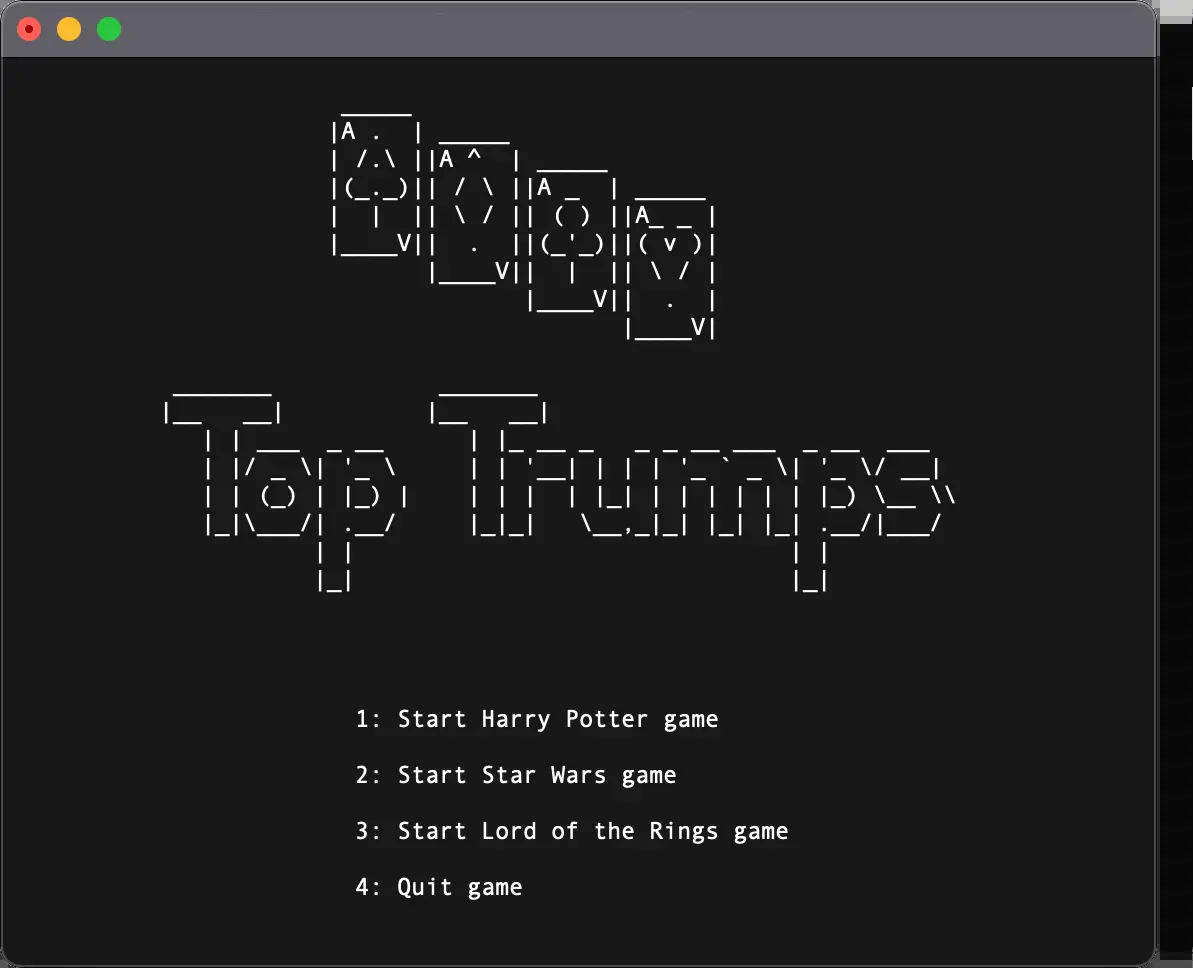 A
A
A
A
V
V
V
V
Top Trumps
1: Start Harry Potter game
2: Start Star Wars game
3: Start Lord of the Rings game
4: Quit game